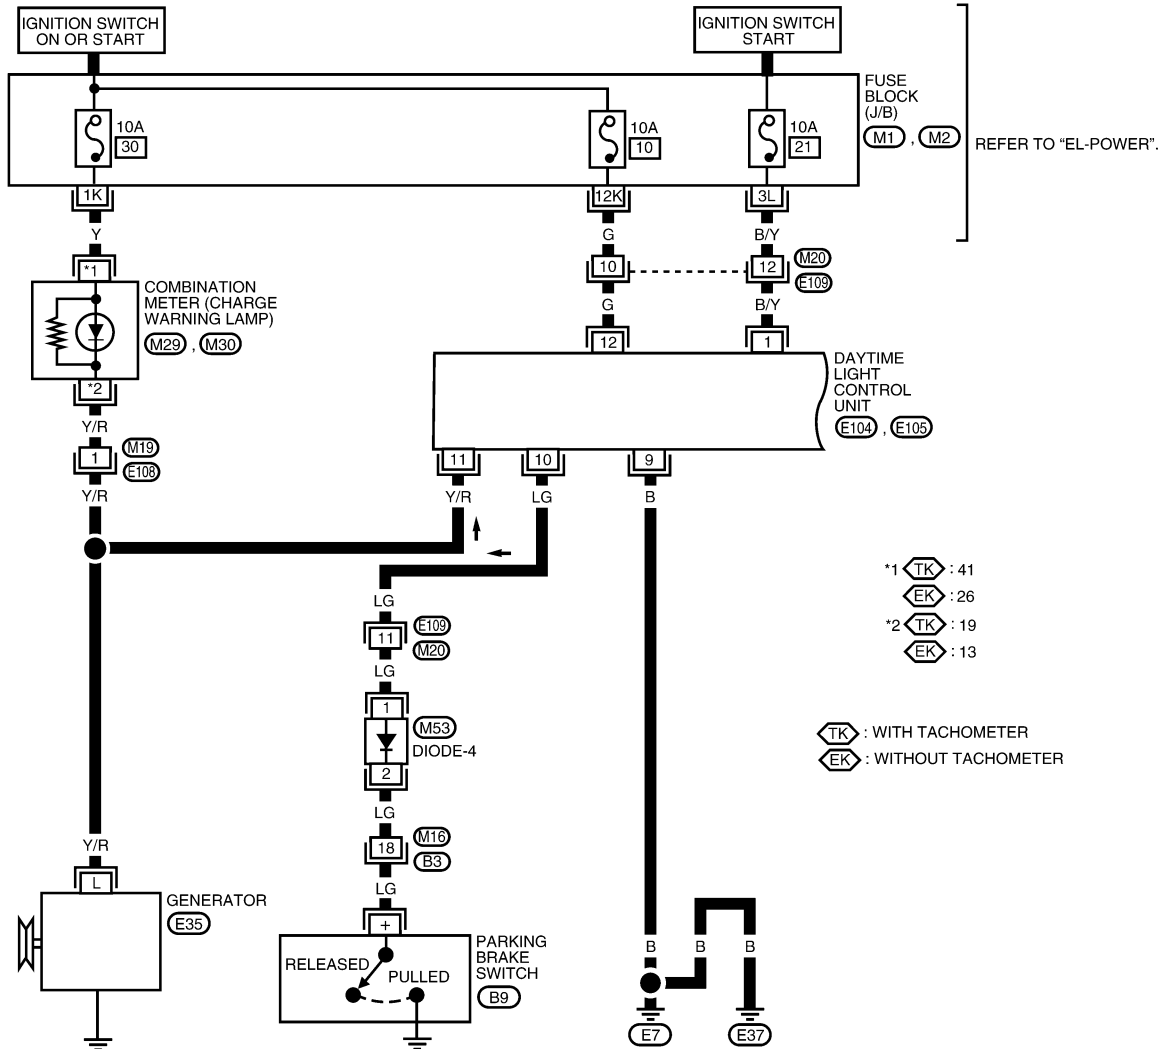 IGNITION SWITCH
ON OR START
IGNITION SWITCH
START
FUSE
BLOCK
(J/B)
M1 , M2
REFER TO “EL-POWER”.
10A
30
10A
10
10A
21
1K
12K
3L
Y
G
B/Y
*1
10
12
M20
E109
COMBINATION
METER (CHARGE
WARNING LAMP)
M29 , M30
G
B/Y
12
1
DAYTIME
LIGHT
CONTROL
UNIT
E104 , E105
*2
Y/R
1
M19
E108
Y/R
11
10
9
Y/R
LG
B
*1 TK : 41
EK : 26
*2 TK : 19
EK : 13
LG
11
E109
M20
LG
1
M53
DIODE-4
2
TK : WITH TACHOMETER
EK : WITHOUT TACHOMETER
LG
18
M16
B3
LG
Y/R
L
GENERATOR
E35
+
RELEASED
PULLED
PARKING
BRAKE
SWITCH
B9
B
B
B
E7
E37